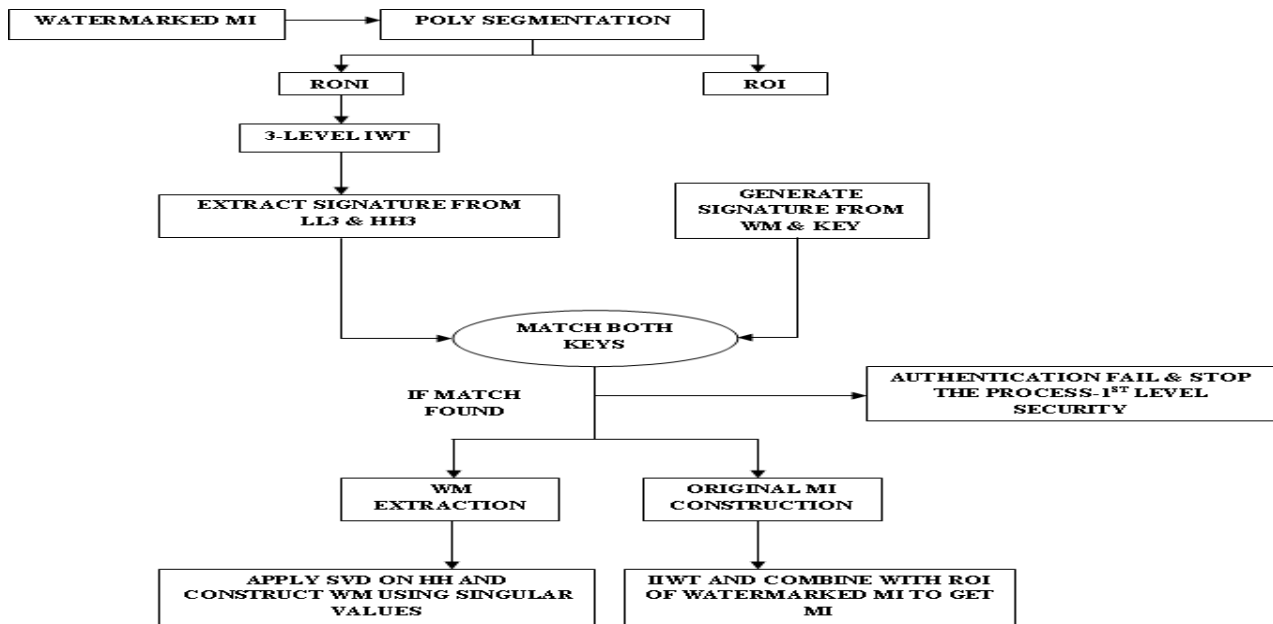 WATERMARKED MI
POLY SEGMENTATION
RONI
ROI
3-LEVEL IWT
EXTRACT SIGNATURE FROM
LL3 & HH3
GENERATE
SIGNATURE FROM
WM & KEY
MATCH BOTH
KEYS
IF MATCH
FOUND
AUTHENTICATION FAIL & STOP
THE PROCESS-1ST LEVEL
SECURITY
WM
EXTRACTION
ORIGINAL MI
CONSTRUCTION
APPLY SVD ON HH AND
CONSTRUCT WM USING SINGULAR
VALUES
IIWT AND COMBINE WITH ROI
OF WATERMARKED MI TO GET
MI